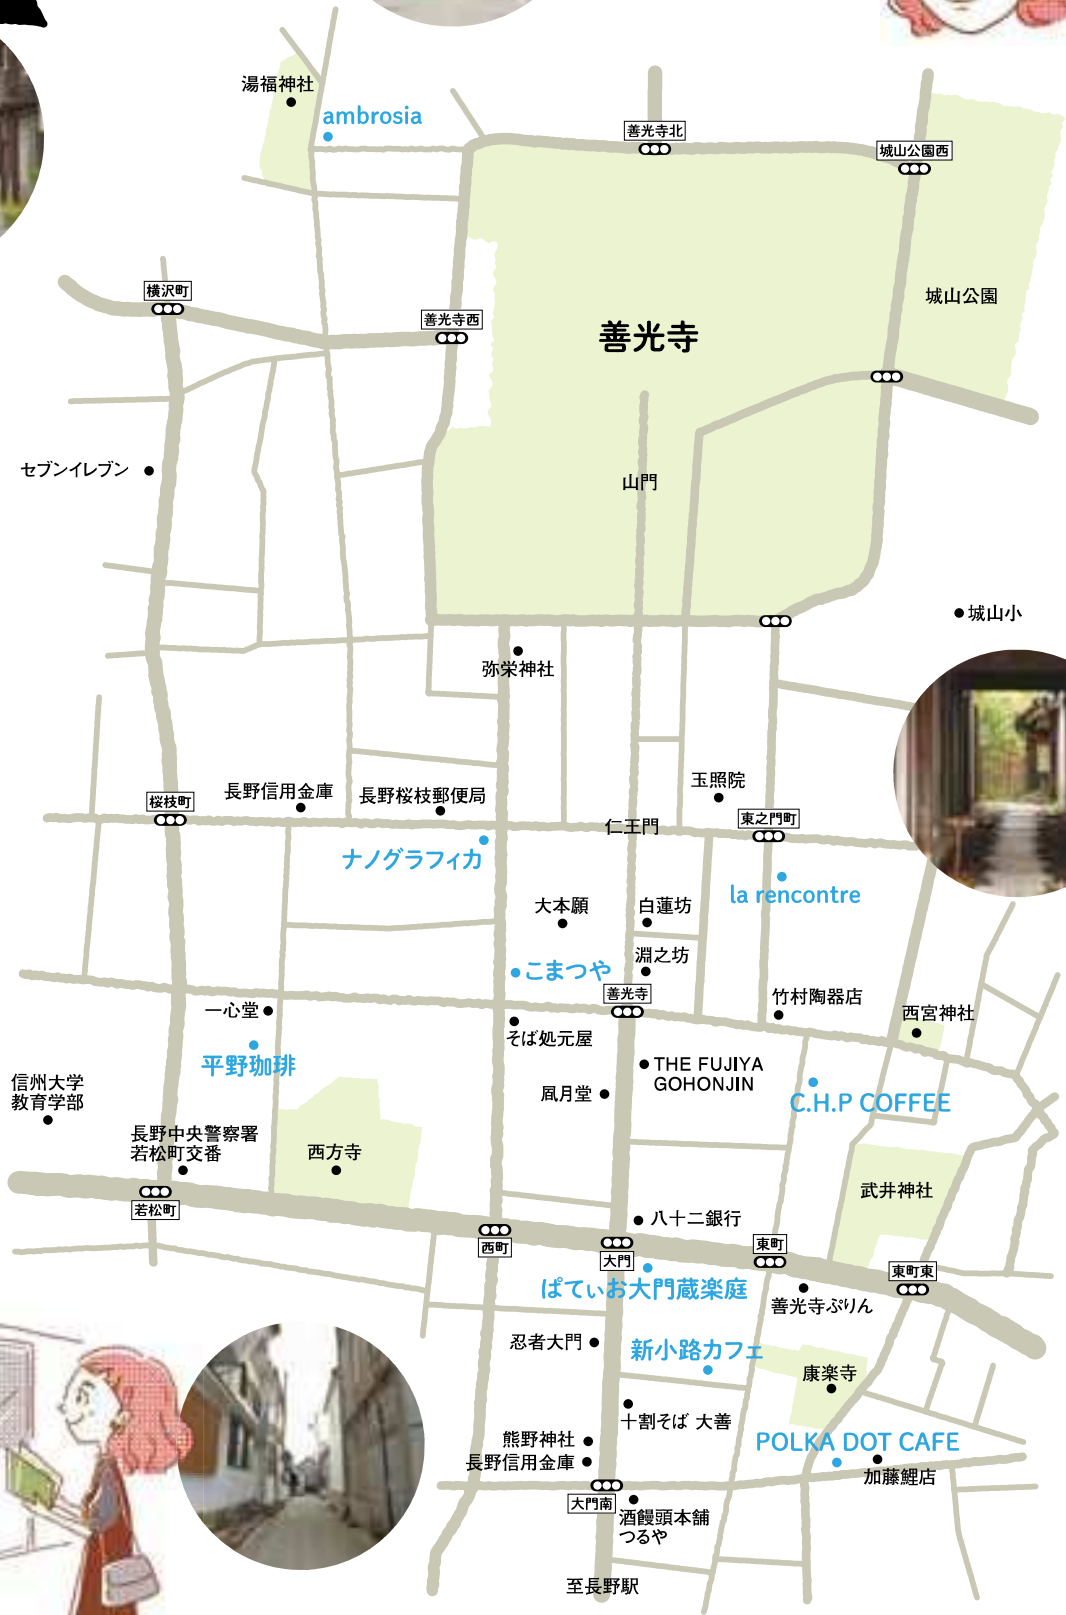 湯福神社
ambrosia
善光寺北
城山公園西
横沢町
善光寺西
城山公園
善光寺
セブンイレブン
山門
城山小
弥栄神社
桜枝町
長野信用金庫
長野桜枝郵便局
玉照院
東之門町
仁王門
ナノグラフィカ
la rencontre
大本願
白蓮坊
淵之坊
こまつや
善光寺
竹村陶器店
西宮神社
一心堂
そば処元屋
平野珈琲
THE FUJIYA
GOHONJIN
凮月堂
C.H.P COFFEE
信州大学
教育学部
長野中央警察署
若松町交番
西方寺
武井神社
若松町
西町
八十二銀行
大門
東町
東町東
ぱてぃお大門蔵楽庭
善光寺ぷりん
忍者大門
新小路カフェ
康楽寺
十割そば 大善
熊野神社
長野信用金庫
POLKA DOT CAFE
加藤鯉店
大門南
酒饅頭本舗
つるや
至長野駅